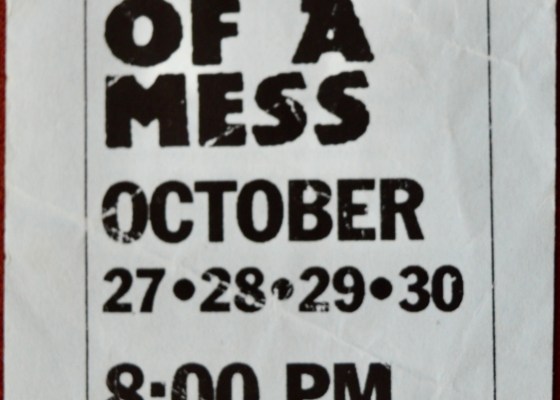 OF A
MESS
OCTOBER
27•28•29•30
8:00 PM